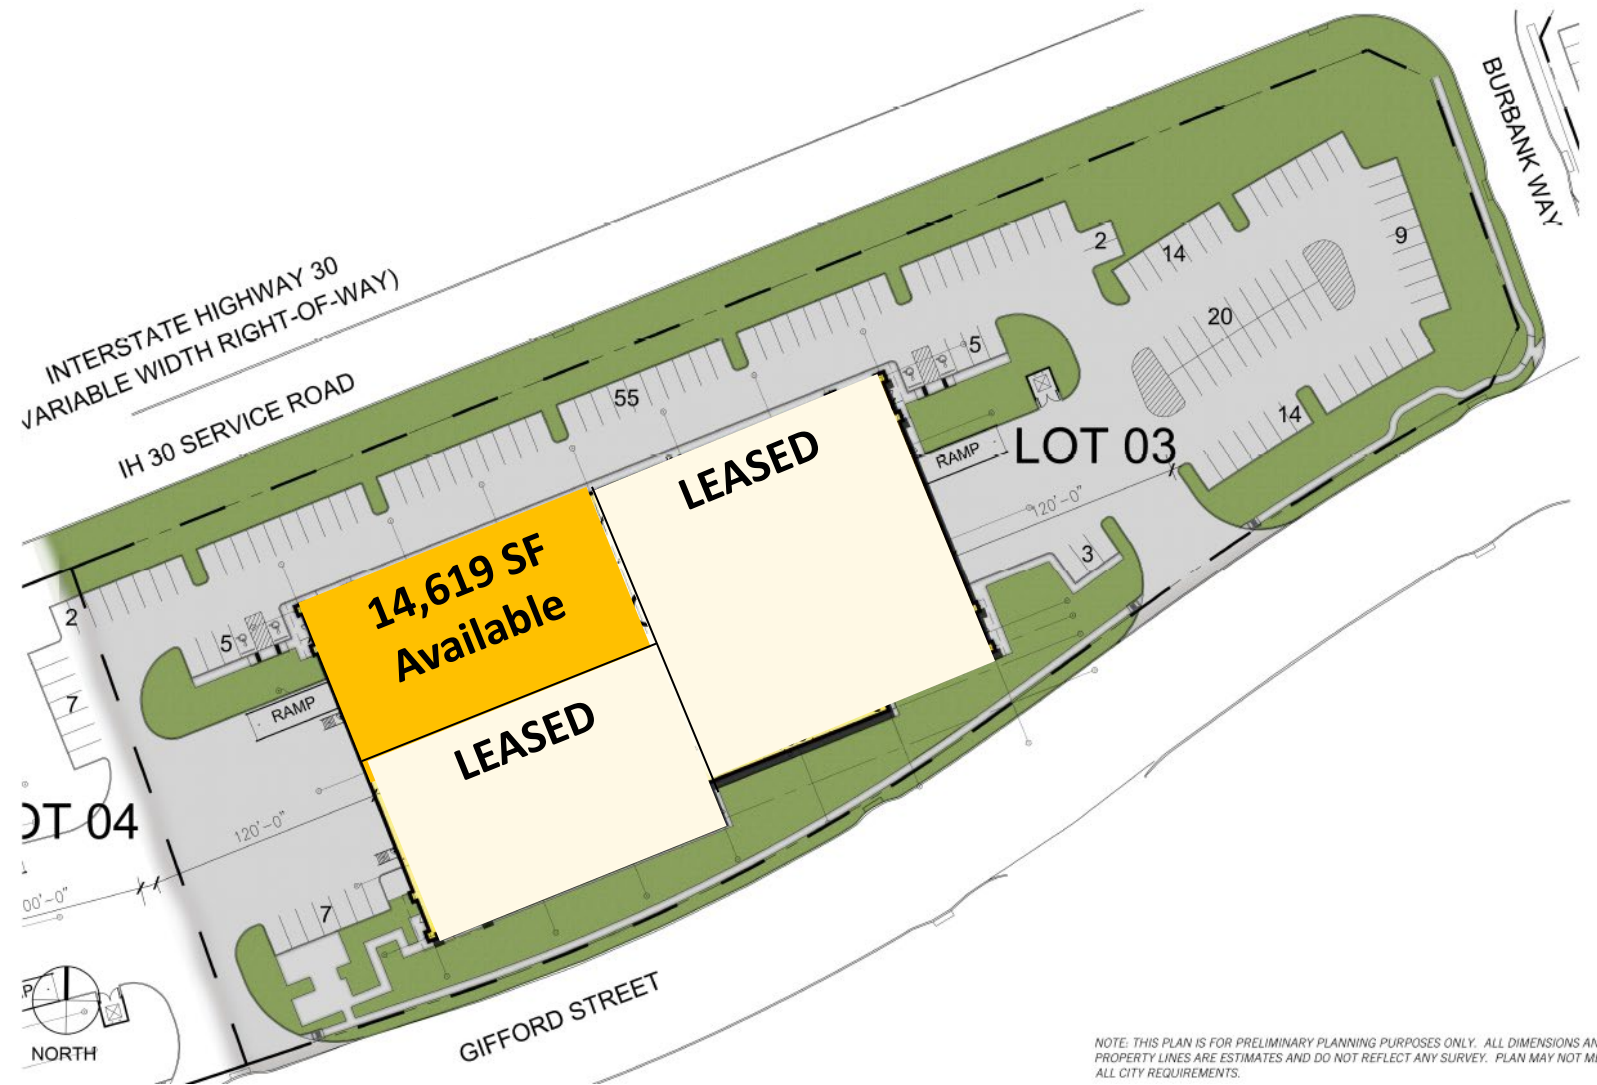 INTERSTATE HIGHWAY 30
VARIABLE WIDTH RIGHT-OF-WAY)
IH 30 SERVICE ROAD
BURBANK WAY
2
14
9
20
5
55
14
LEASED
RAMP
LOT 03
120'-0"
3
14,619 SF
Available
2
5
7
RAMP
LEASED
OT 04
120'-0"
00'-0"
7
GIFFORD STREET
P
NORTH
NOTE: THIS PLAN IS FOR PRELIMINARY PLANNING PURPOSES ONLY. ALL DIMENSIONS AN
PROPERTY LINES ARE ESTIMATES AND DO NOT REFLECT ANY SURVEY. PLAN MAY NOT ME
ALL CITY REQUIREMENTS.